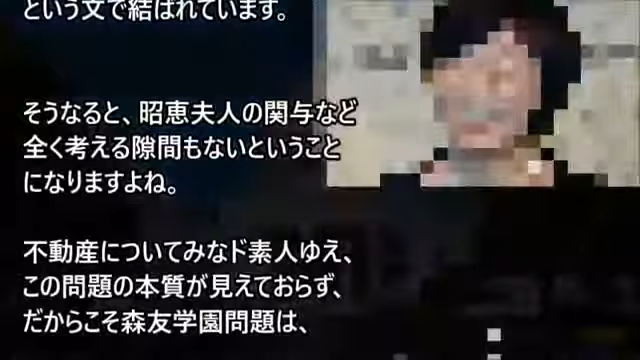 という文で結ばれています。
そうなると、昭恵夫人の関与など
全く考える隙間もないということ
になりますよね。
不動産についてみなド素人ゆえ、
この問題の本質が見えておらず、
だからこそ森友学園問題は、